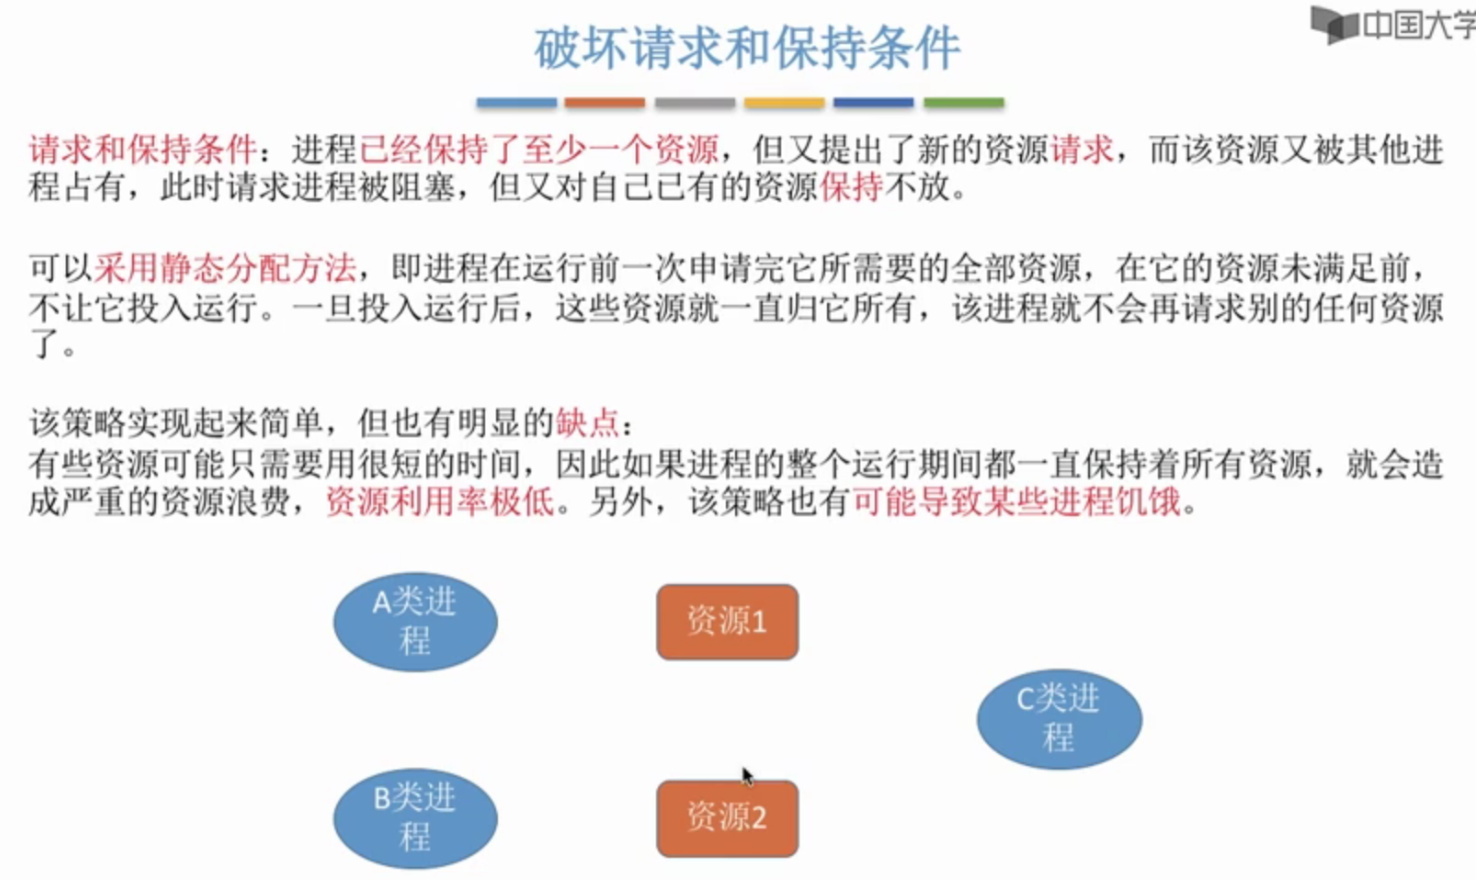 中国大学
破坏请求和保持条件
请求和保持条件：进程已经保持了至少一个资源，但又提出了新的资源请求，而该资源又被其他进
程占有，此时请求进程被阻塞，但又对自己已有的资源保持不放。
可以采用静态分配方法，即进程在运行前一次申请完它所需要的全部资源，在它的资源未满足前，
不让它投入运行。一旦投入运行后，这些资源就一直归它所有，该进程就不会再请求别的任何资源
了。
该策略实现起来简单，但也有明显的缺点：
有些资源可能只需要用很短的时间，因此如果进程的整个运行期间都一直保持着所有资源，就会造
成严重的资源浪费，资源利用率极低。另外，该策略也有可能导致某些进程饥饿。
A类进
程
资源1
C类进
程
B类进
程
资源2